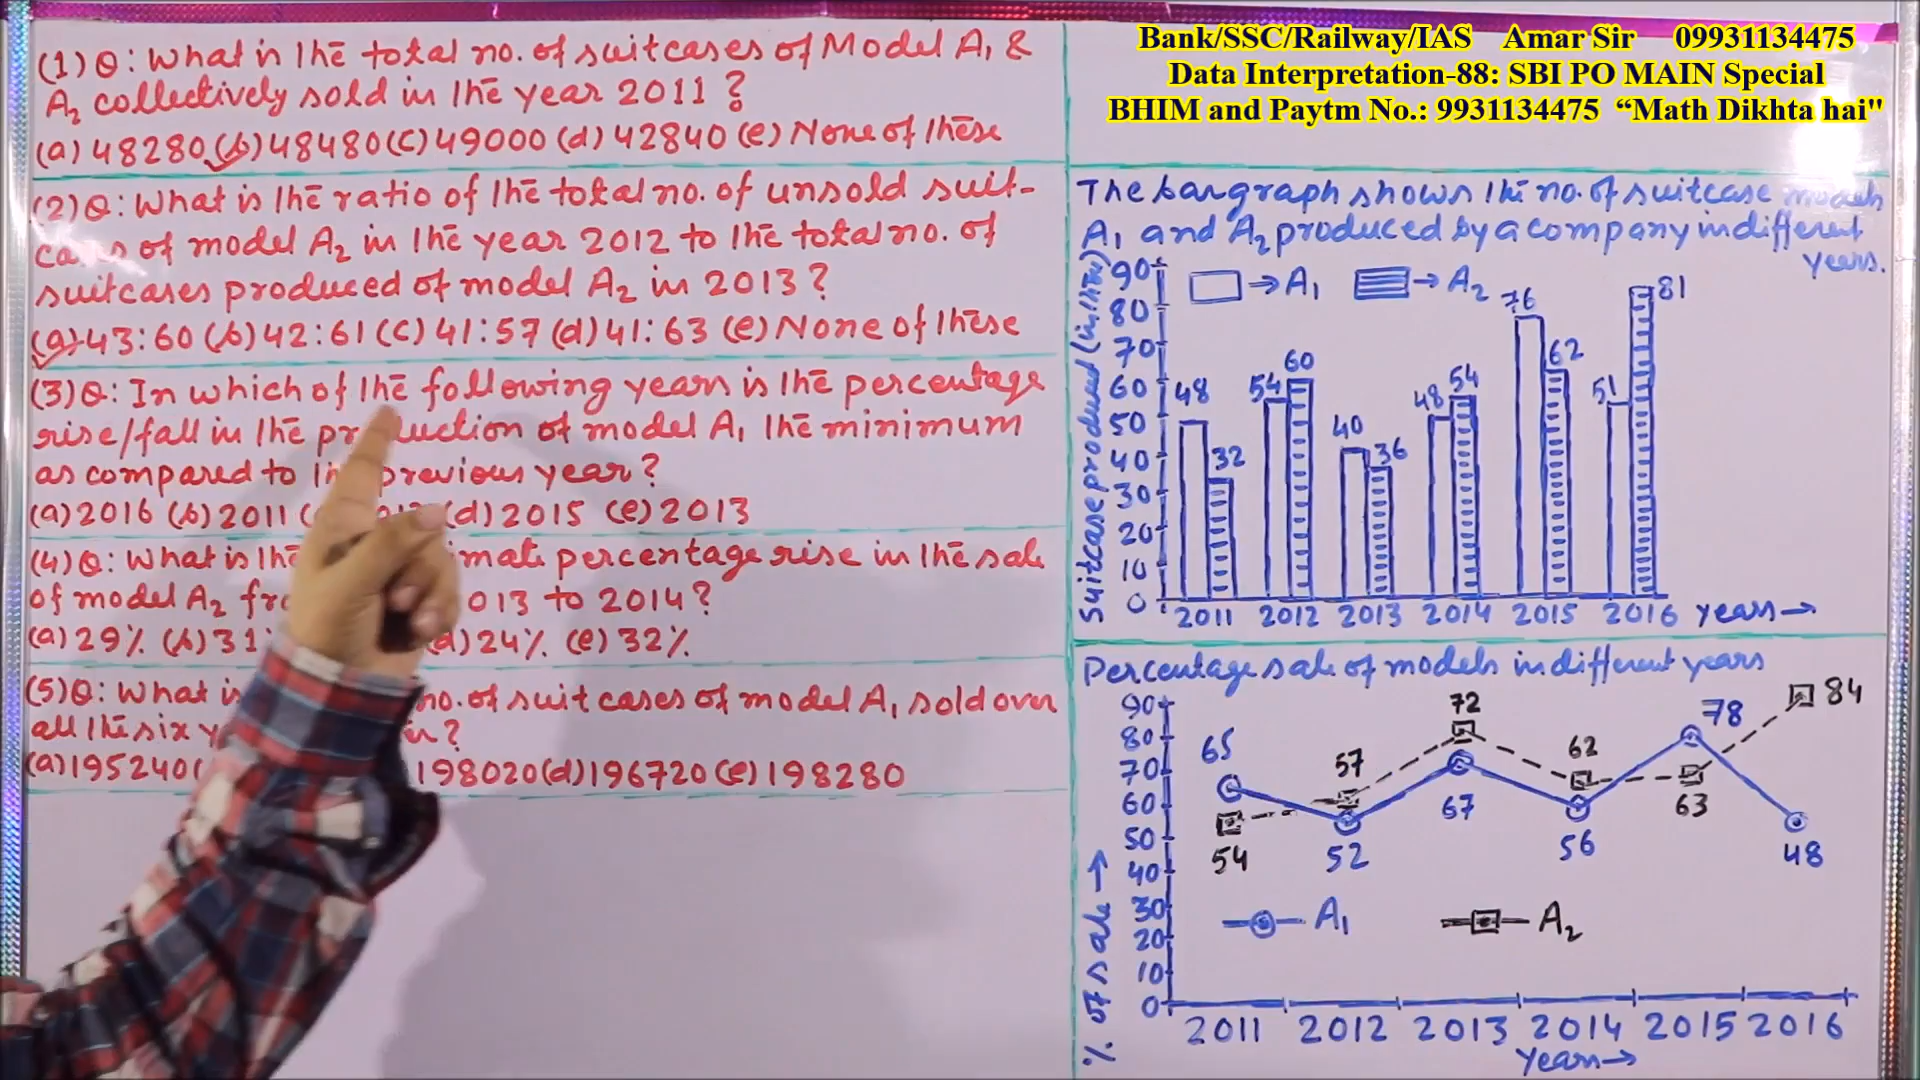 Bank/SSC/Railway/IAS Amar Sir 09931134475
Data Interpretation-88: SBI PO MAIN Special
BHIM and Paytm No.: 9931134475 “Math Dikhta hai"
(1) Q: What is the total no. of suitcases of Model A₁ &
A₂ collectively sold in the year 2011 ?
(a) 48280 (b) 48480 (c) 49000 (d) 42840 (e) None of these
(2) Q: What is the ratio of the total no. of unsold suit-
of model A₂ in the year 2012 to the total no. of
suitcases produced of model A₂ in 2013 ?
(a) 43:60 (b) 42:61 (c) 41:57 (d) 41:63 (e) None of these
(3) Q: In which of the following years is the percentage
rise/fall in the production of model A₁ the minimum
as compared to previous year ?
(a) 2016 (b) 2011 (d) 2015 (e) 2013
(4) Q: What is percentage rise in the sale
of model A₂ 2013 to 2014 ?
(a) 29% (b) 31 (d) 24% (e) 32%
(5) Q: What is no. of suitcases of model A₁ sold over
all the six
(a) 195240 198020 (d) 196720 (e) 198280
The bargraph shows the no. of suitcase models
A₁ and A₂ produced by a company in different
years.
Suitcase produced
90
80
70
60
50
40
30
20
10
0
→ A₁ → A₂
48 32 54 60 40 36 48 54 76 62 51 81
2011 2012 2013 2014 2015 2016 years →
Percentage sale of models in different years
% of sale →
90
80
70
60
50
40
30
20
10
0
65 57 72 62 78 84
54 52 67 56 63 48
A₁ A₂
2011 2012 2013 2014 2015 2016
years →